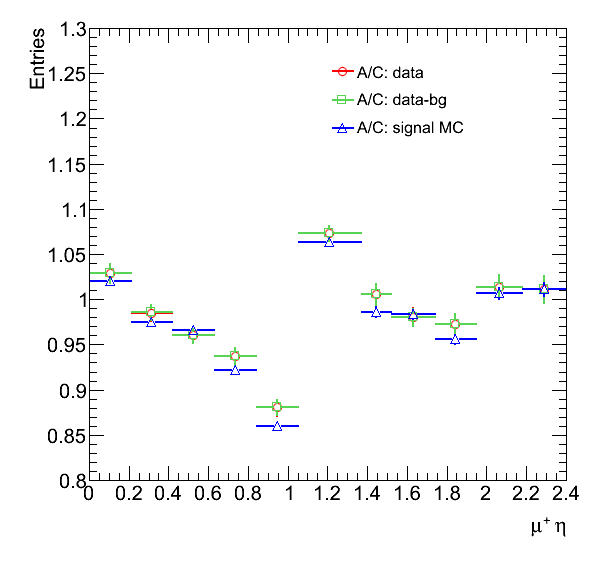 Entries
1.3
1.25
1.2
1.15
1.1
1.05
1
0.95
0.9
0.85
0.8
A/C: data
A/C: data-bg
A/C: signal MC
0 0.2 0.4 0.6 0.8 1 1.2 1.4 1.6 1.8 2 2.2 2.4
μ⁺ η